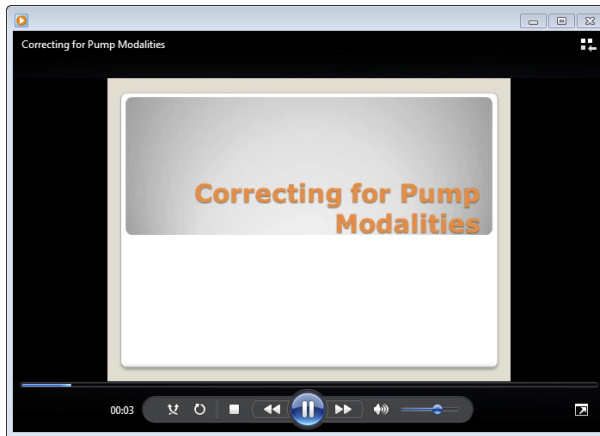 Correcting for Pump Modalities
Correcting for Pump
Modalities
00:03